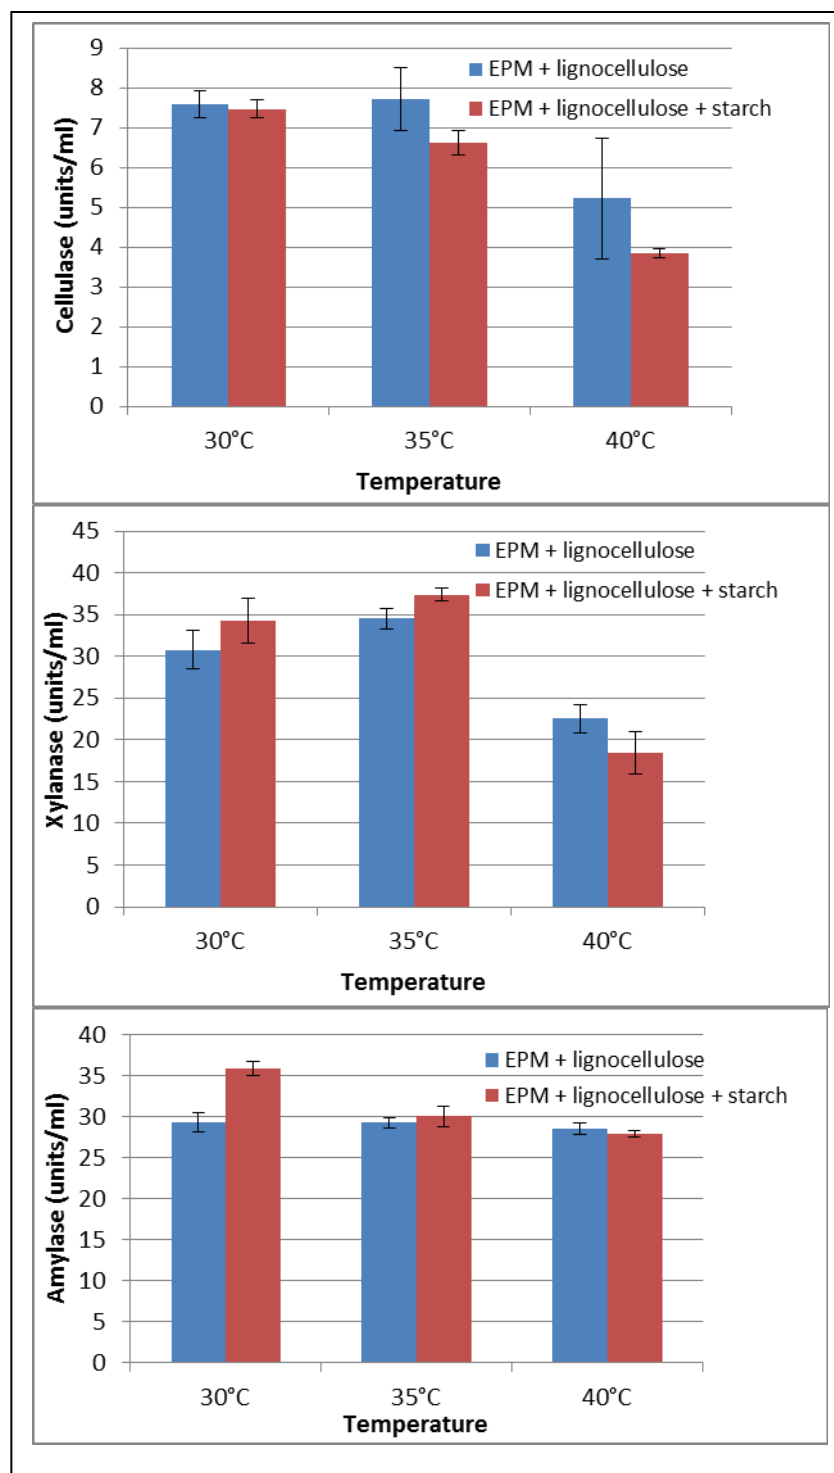 Cellulase (units/ml)
9
8
7
6
5
4
3
2
1
0
EPM + lignocellulose
EPM + lignocellulose + starch
30°C 35°C 40°C
Temperature
Xylanase (units/ml)
45
40
35
30
25
20
15
10
5
0
EPM + lignocellulose
EPM + lignocellulose + starch
30°C 35°C 40°C
Temperature
Amylase (units/ml)
40
35
30
25
20
15
10
5
0
EPM + lignocellulose
EPM + lignocellulose + starch
30°C 35°C 40°C
Temperature